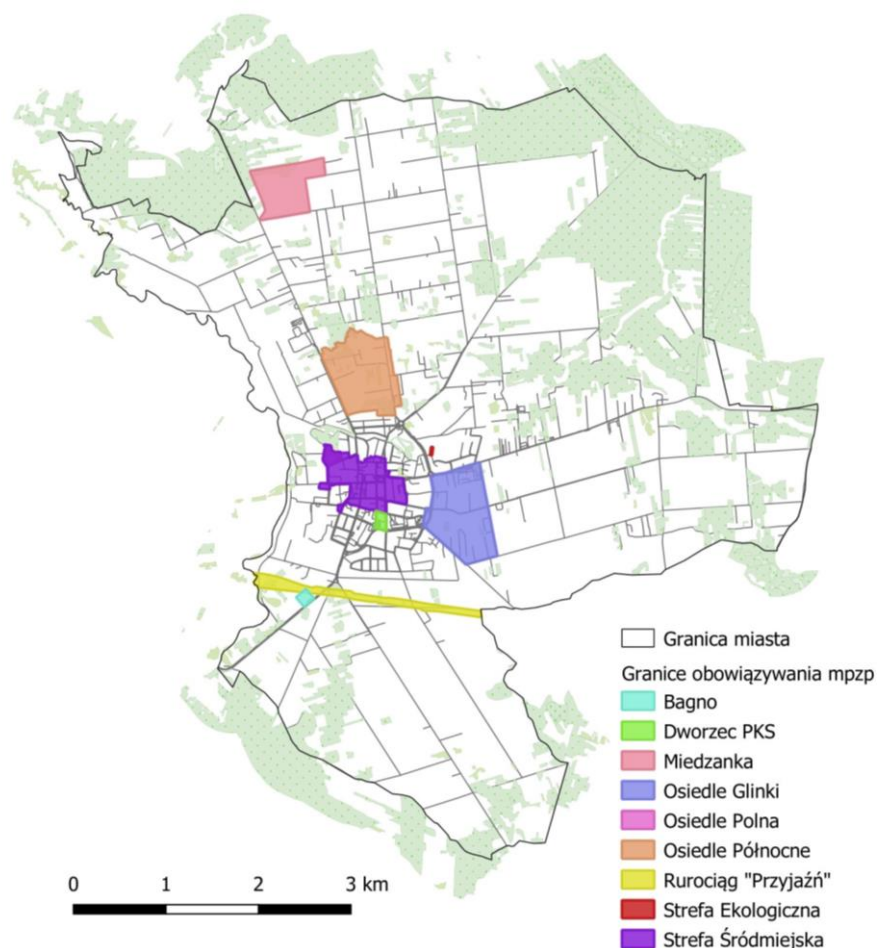 Granica miasta
Granice obowiązywania mpzp
Bagno
Dworzec PKS
Miedzanka
Osiedle Glinki
Osiedle Polna
Osiedle Północne
Rurociąg "Przyjaźń"
Strefa Ekologiczna
Strefa Śródmiejska
0 1 2 3 km